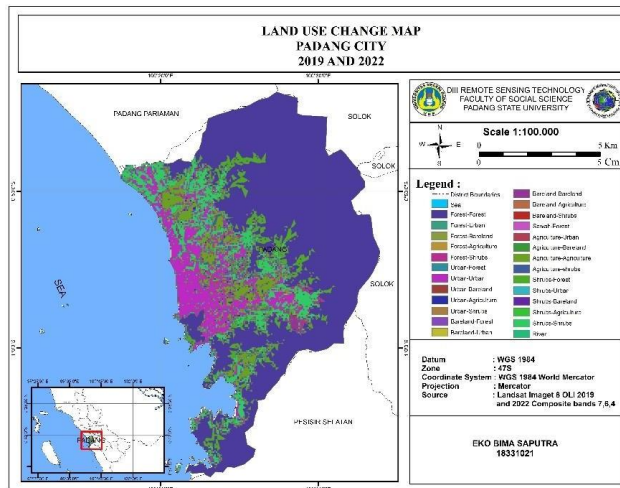 LAND USE CHANGE MAP
PADANG CITY
2019 AND 2022
PADANG PARIAMAN
SOLOK
SOLOK
SOLOK
PADANG
SEA
PESISIR SELATAN
PADANG
DIII REMOTE SENSING TECHNOLOGY
FACULTY OF SOCIAL SCIENCE
PADANG STATE UNIVERSITY
N
W E
S
Scale 1:100.000
0 5 Km
0 5 Cm
Legend :
District Boundaries
Sea
Forest-Forest
Forest-Urban
Forest-Bareland
Forest-Agriculture
Forest-Shrubs
Urban-Forest
Urban-Urban
Urban-Bareland
Urban-Agriculture
Urban-Shrubs
Bareland-Forest
Bareland-Urban
Bareland-Bareland
Bareland-Agriculture
Bareland-Shrubs
Agriculture-Urban
Agriculture-Bareland
Agriculture-Agriculture
Agriculture-shrubs
Shrubs-Forest
Shrubs-Urban
Shrubs-Bareland
Shrubs-Agriculture
Shrubs-Shrubs
River
Datum : WGS 1984
Zone : 47S
Coordinate System : WGS 1984 World Mercator
Projection : Mercator
Source : Landsat Imaget 8 OLI 2019
and 2022 Composite bands 7,6,4
EKO BIMA SAPUTRA
18331021